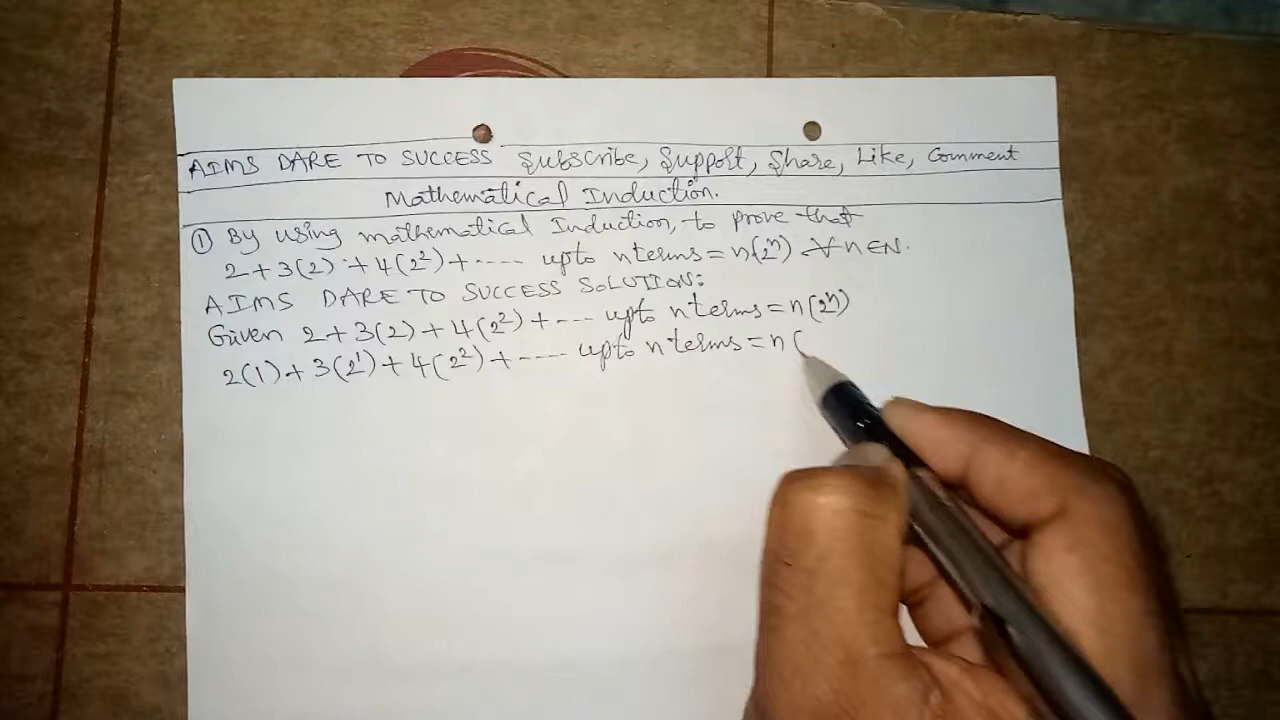 AIMS DARE TO SUCCESS Subscribe, Support, Share, Like, Comment
Mathematical Induction.
① By using mathematical Induction, to prove that
2+3(2)+4(2²)+---- upto n terms=n(2ⁿ) ∀ n∈N.
AIMS DARE TO SUCCESS SOLUTION:
Given 2+3(2)+4(2²)+--- upto n terms=n(2ⁿ)
2(1)+3(2¹)+4(2²)+---- upto n terms=n(